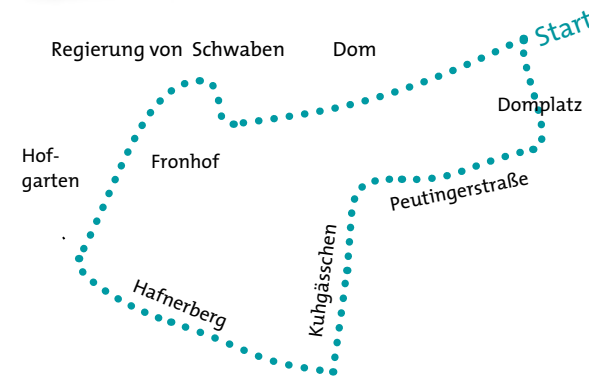 Start
Regierung von Schwaben
Dom
Domplatz
Hof-
garten
Fronhof
Peutingerstraße
Kuhgässchen
Hafnerberg